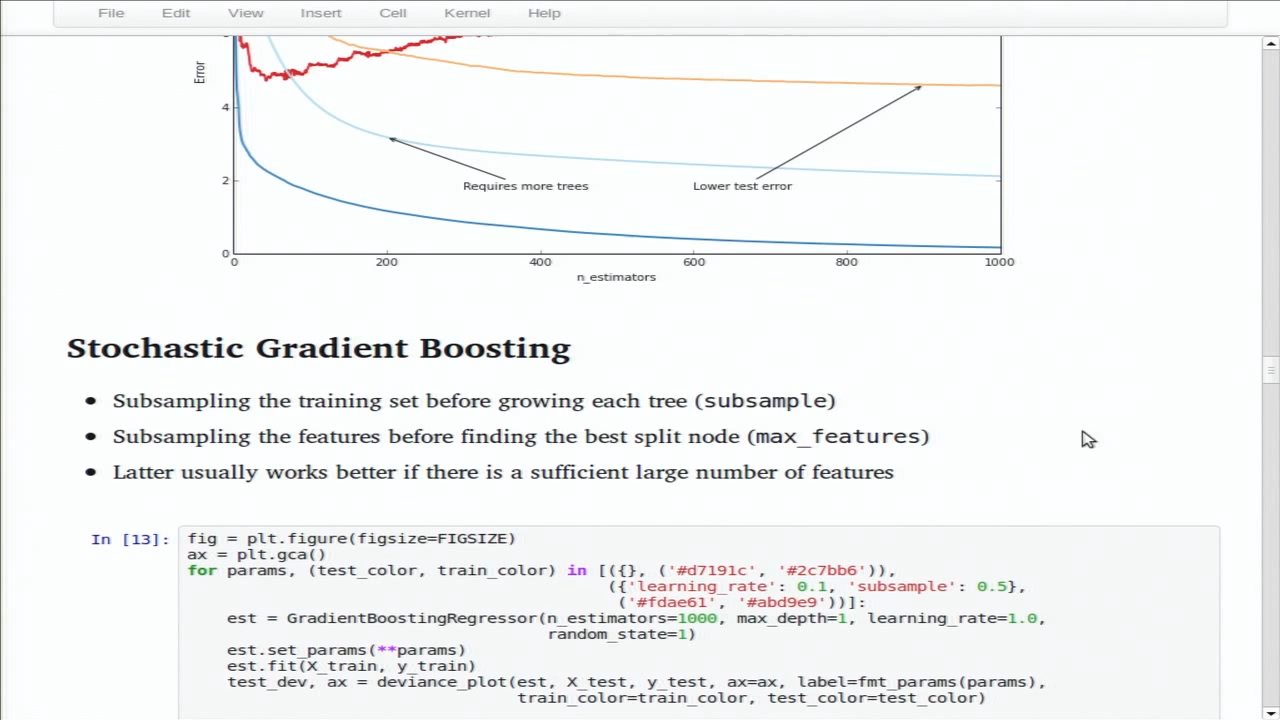 File Edit View Insert Cell Kernel Help
Error
4
2
0
Requires more trees
Lower test error
0 200 400 600 800 1000
n_estimators
Stochastic Gradient Boosting
• Subsampling the training set before growing each tree (subsample)
• Subsampling the features before finding the best split node (max_features)
• Latter usually works better if there is a sufficient large number of features
In [13]: fig = plt.figure(figsize=FIGSIZE)
ax = plt.gca()
for params, (test_color, train_color) in [({}, ('#d7191c', '#2c7bb6')),
({'learning_rate': 0.1, 'subsample': 0.5},
('#fdae61', '#abd9e9'))]:
est = GradientBoostingRegressor(n_estimators=1000, max_depth=1, learning_rate=1.0,
random_state=1)
est.set_params(**params)
est.fit(X_train, y_train)
test_dev, ax = deviance_plot(est, X_test, y_test, ax=ax, label=fmt_params(params),
train_color=train_color, test_color=test_color)